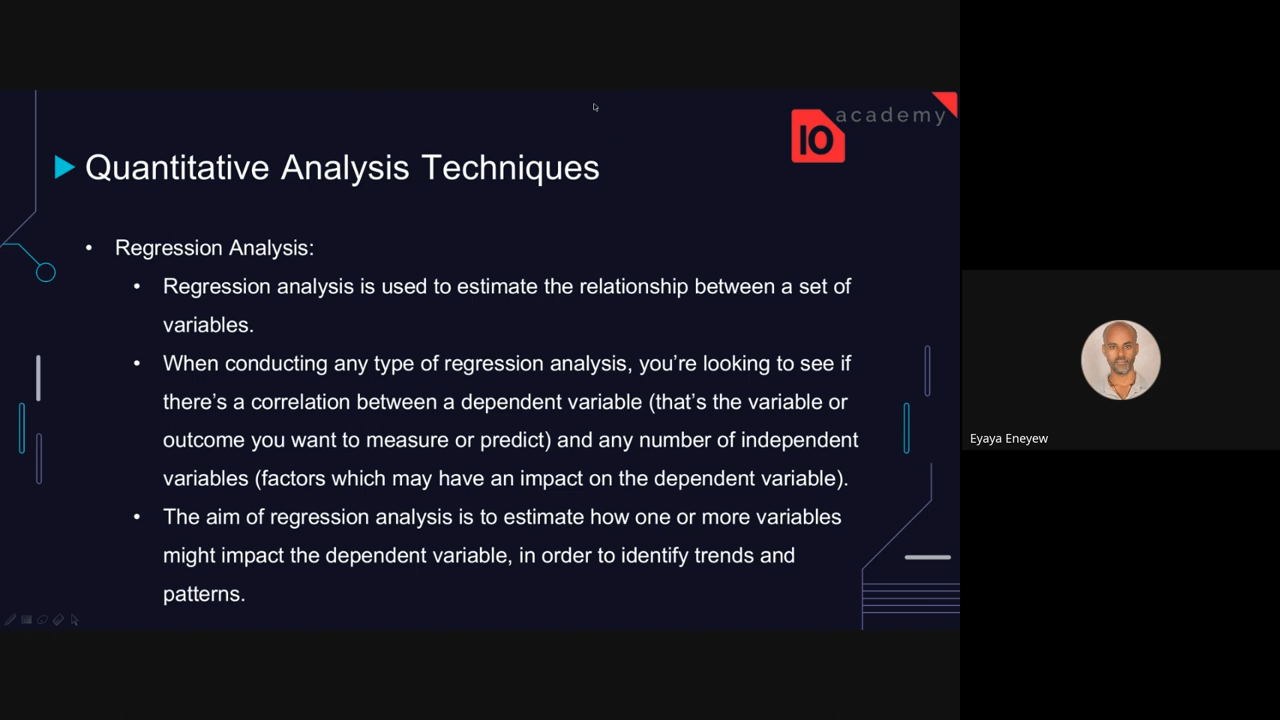 academy
IO
Quantitative Analysis Techniques
• Regression Analysis:
• Regression analysis is used to estimate the relationship between a set of
variables.
• When conducting any type of regression analysis, you’re looking to see if
there’s a correlation between a dependent variable (that’s the variable or
outcome you want to measure or predict) and any number of independent
variables (factors which may have an impact on the dependent variable).
• The aim of regression analysis is to estimate how one or more variables
might impact the dependent variable, in order to identify trends and
patterns.
Eyaya Eneyew